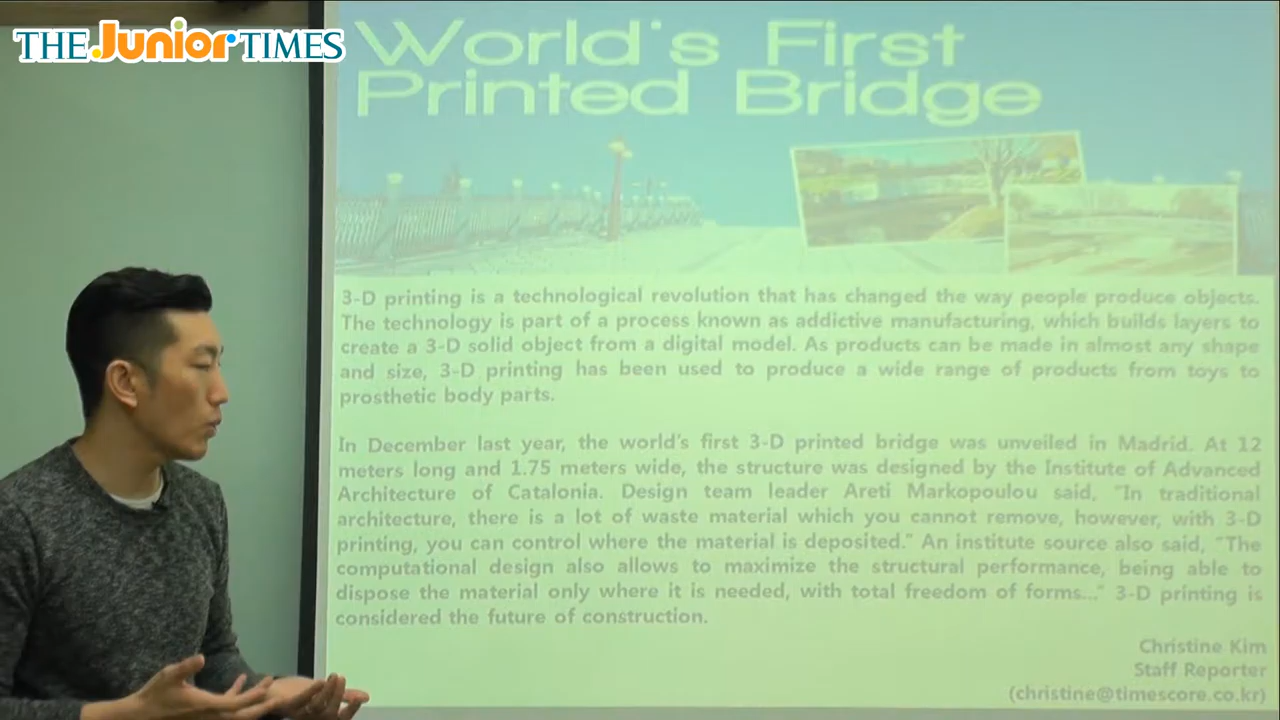 THE Junior TIMES
World's First
Printed Bridge
3-D printing is a technological revolution that has changed the way people produce objects.
The technology is part of a process known as addictive manufacturing, which builds layers to
create a 3-D solid object from a digital model. As products can be made in almost any shape
and size, 3-D printing has been used to produce a wide range of products from toys to
prosthetic body parts.
In December last year, the world's first 3-D printed bridge was unveiled in Madrid. At 12
meters long and 1.75 meters wide, the structure was designed by the Institute of Advanced
Architecture of Catalonia. Design team leader Areti Markopoulou said, "In traditional
architecture, there is a lot of waste material which you cannot remove, however, with 3-D
printing, you can control where the material is deposited." An institute source also said, "The
computational design also allows to maximize the structural performance, being able to
dispose the material only where it is needed, with total freedom of forms..." 3-D printing is
considered the future of construction.
Christine Kim
Staff Reporter
(christine@timescore.co.kr)